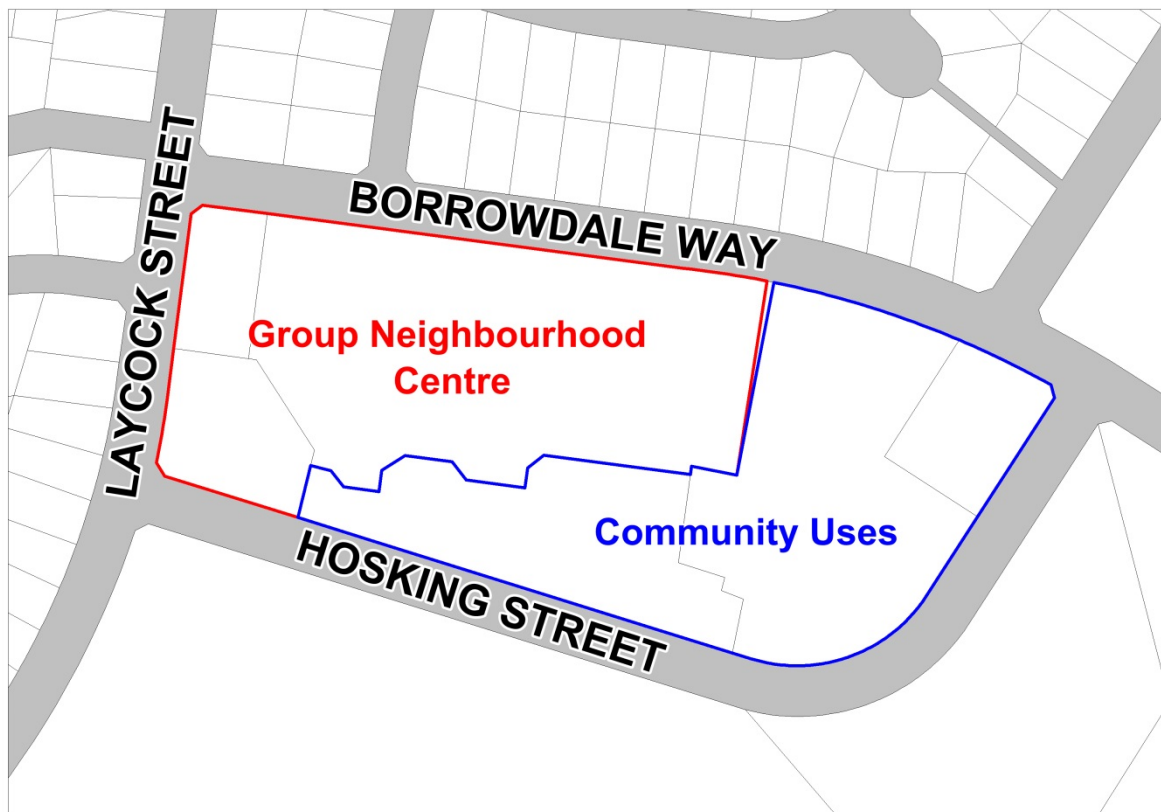 BORROWDALE WAY
LAYCOCK STREET
Group Neighbourhood
Centre
Community Uses
HOSKING STREET